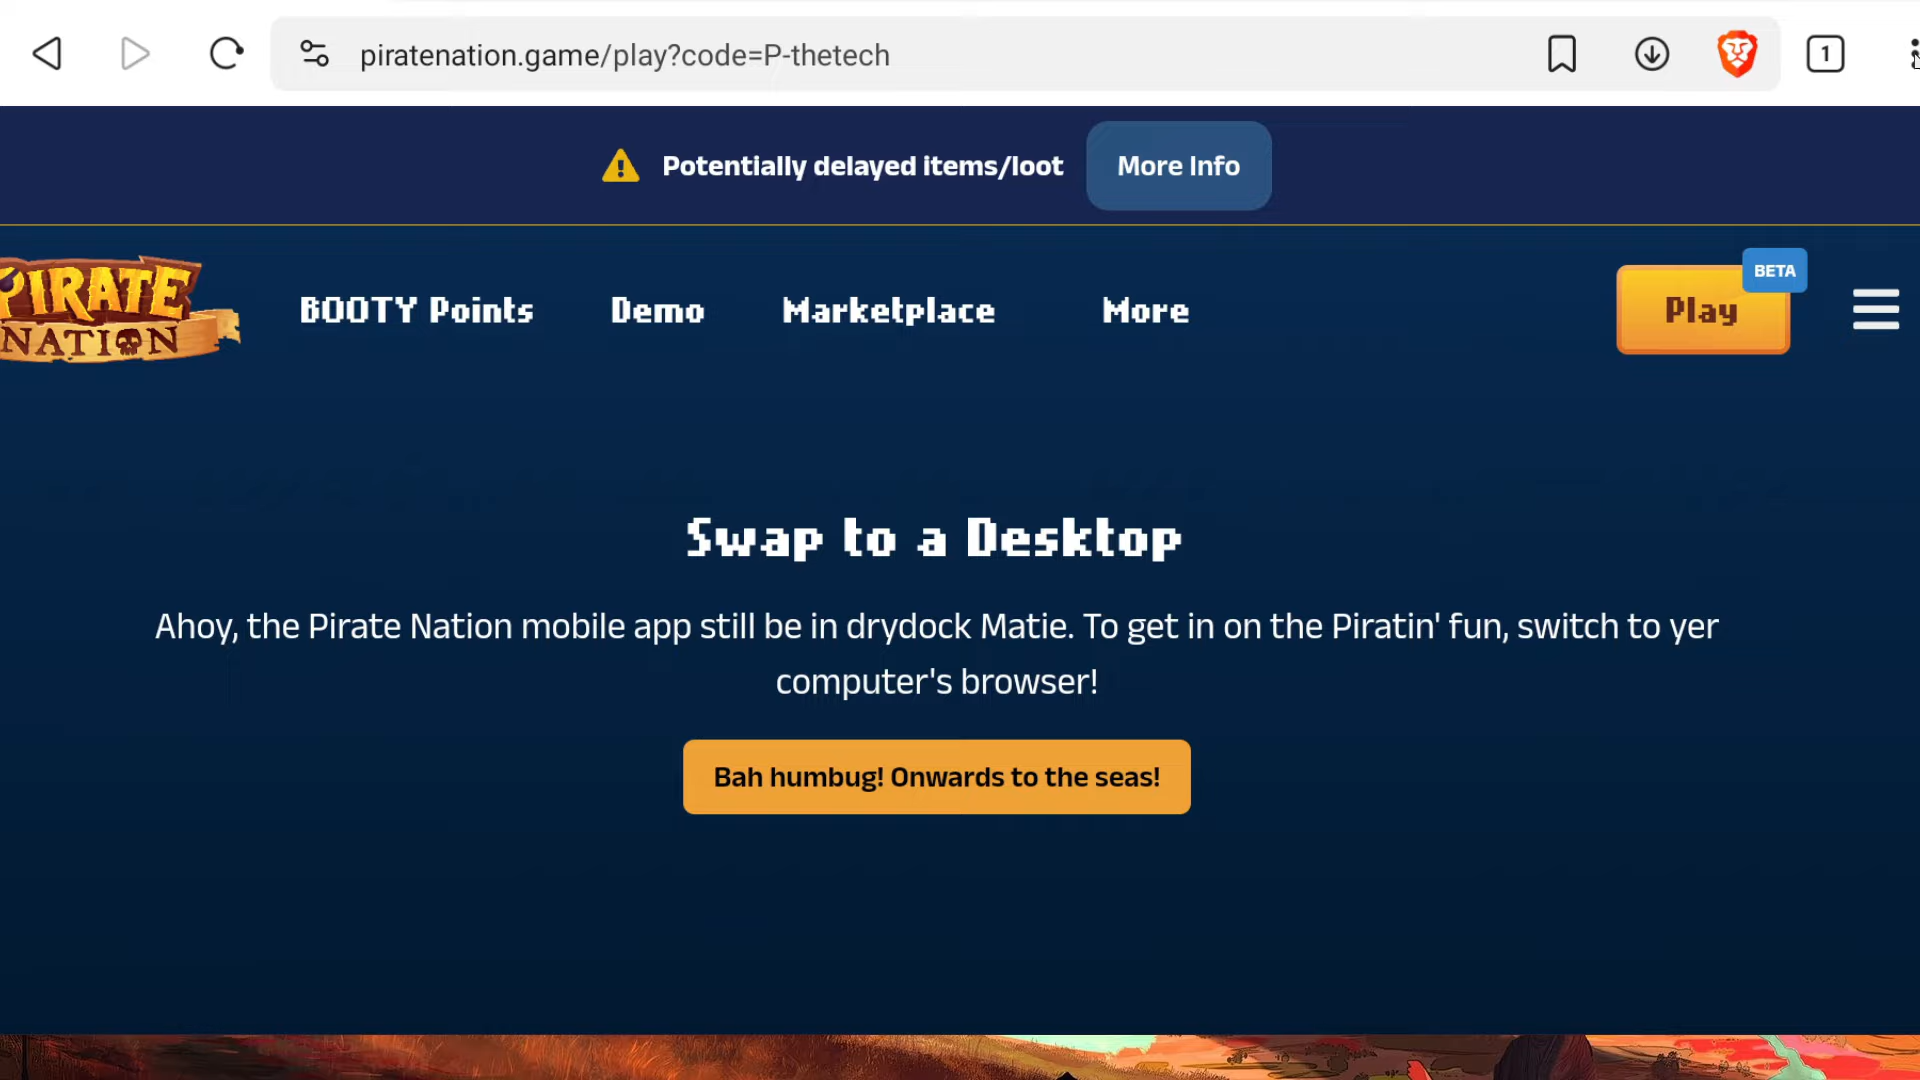 piratenation.game/play?code=P-thetech
1
Potentially delayed items/loot
More Info
PIRATE
NATION
BOOTY Points
Demo
Marketplace
More
Play
BETA
Swap to a Desktop
Ahoy, the Pirate Nation mobile app still be in drydock Matie. To get in on the Piratin' fun, switch to yer
computer's browser!
Bah humbug! Onwards to the seas!